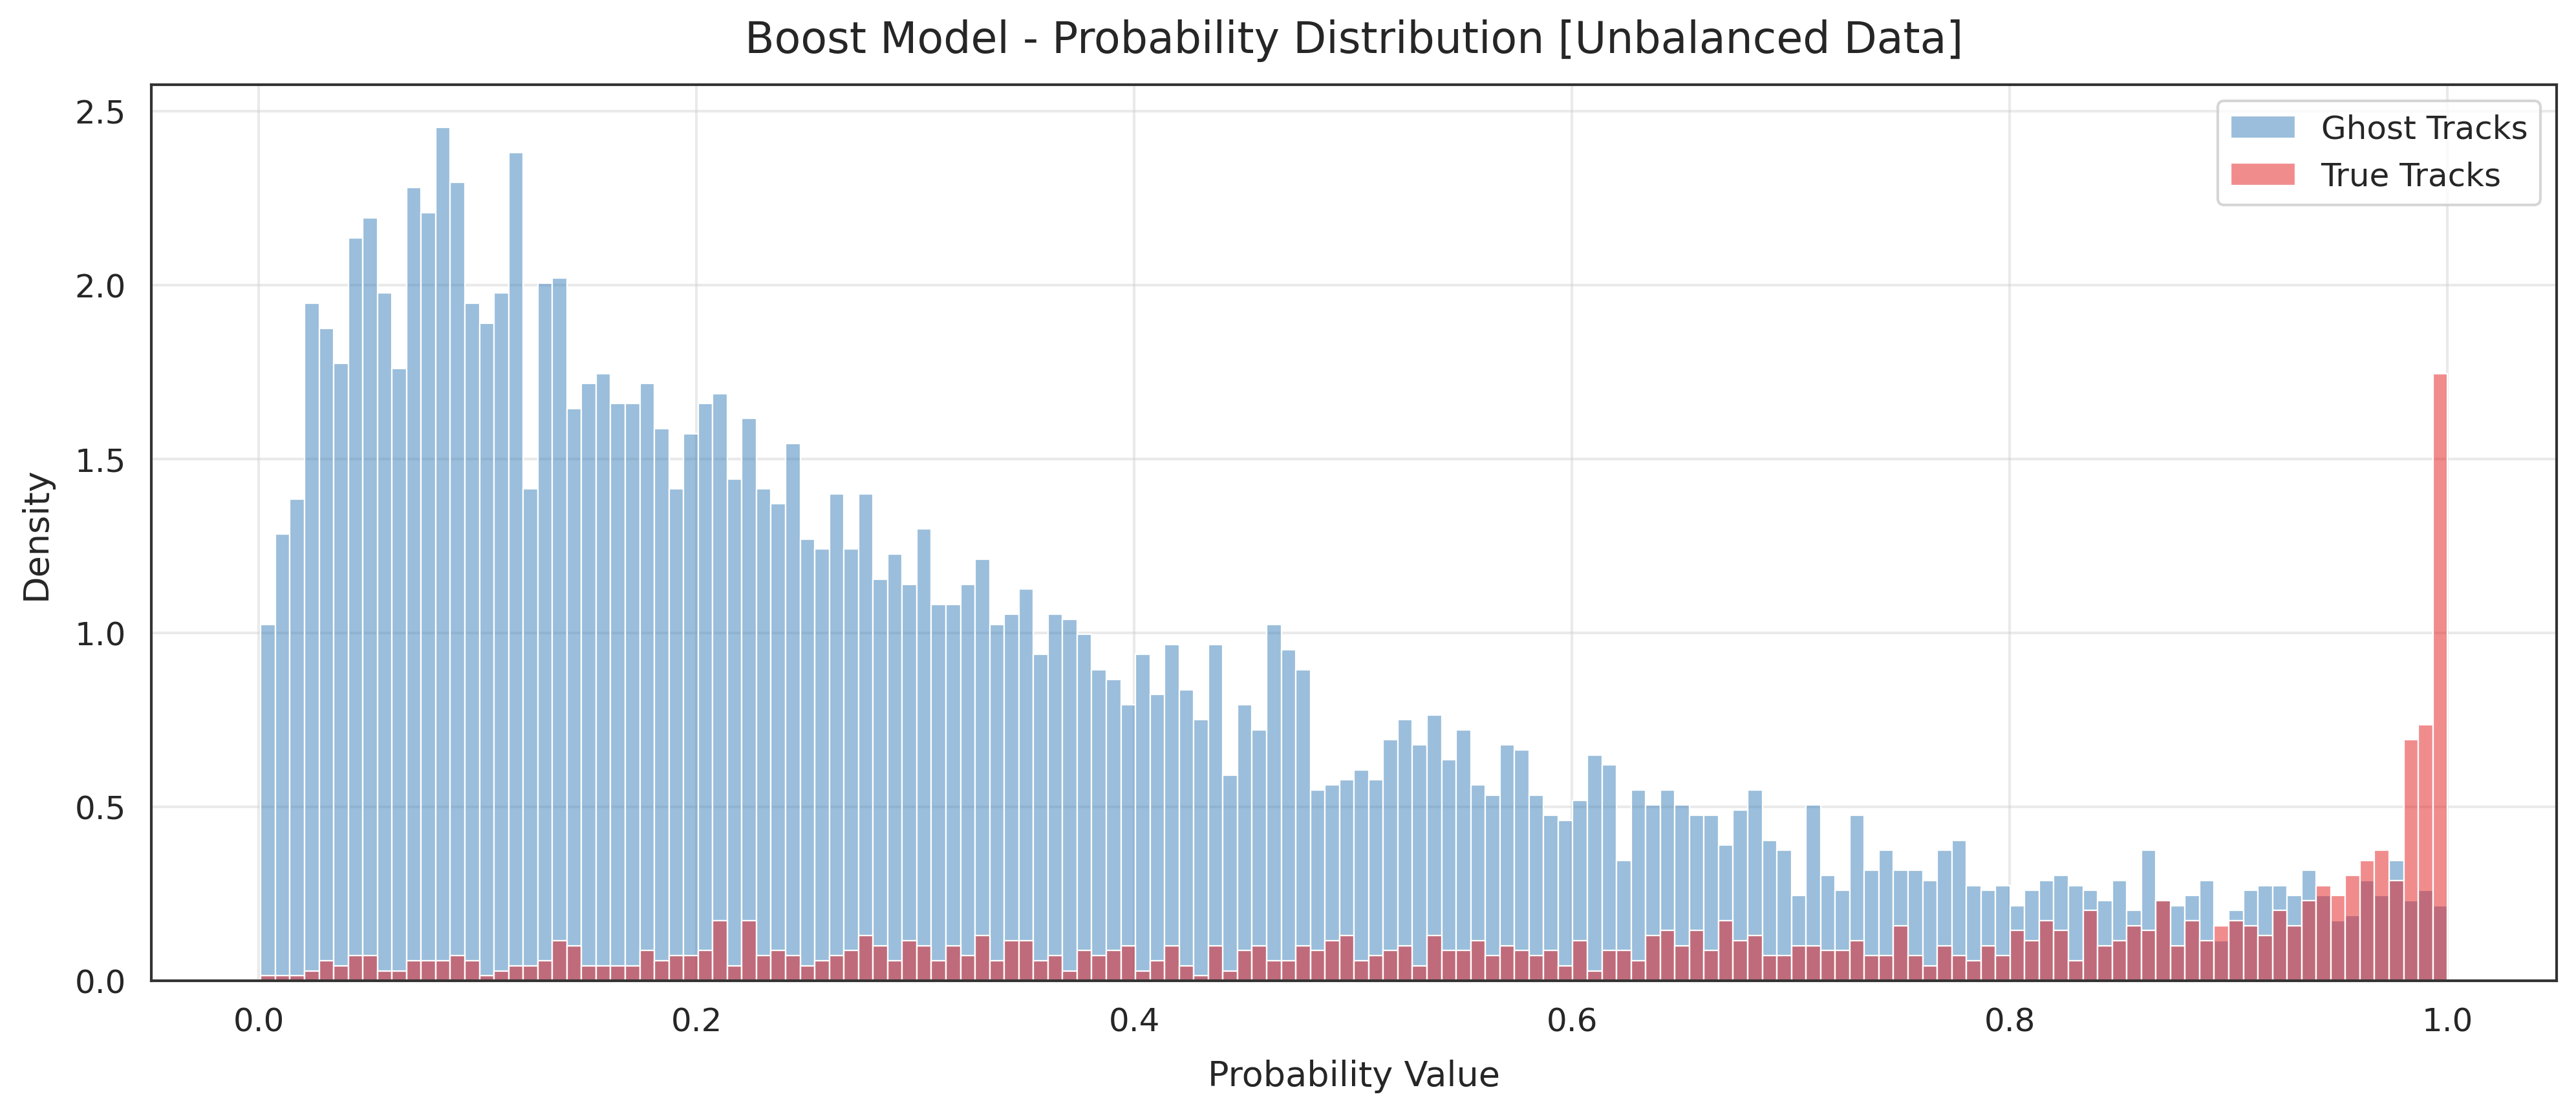 Boost Model - Probability Distribution [Unbalanced Data]
Ghost Tracks
True Tracks
Density
2.5
2.0
1.5
1.0
0.5
0.0
0.0 0.2 0.4 0.6 0.8 1.0
Probability Value